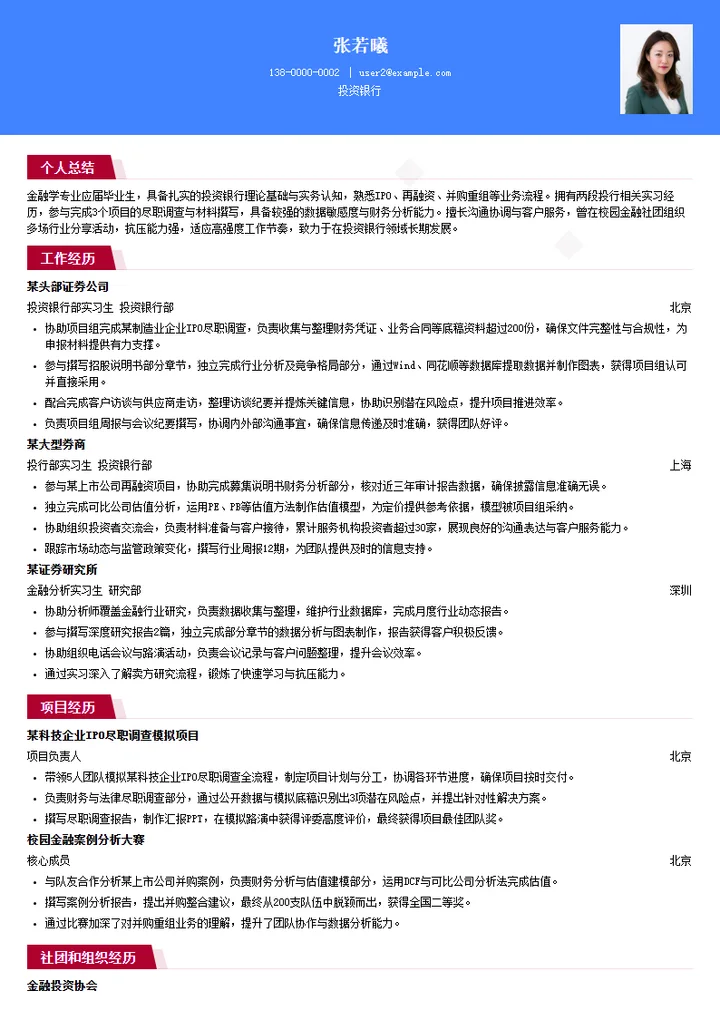 张若曦
138-0000-0002 | user2@example.com
投资银行
个人总结
金融学专业应届毕业生，具备扎实的投资银行理论基础与实务认知，熟悉IPO、再融资、并购重组等业务流程。拥有两段投行相关实习经
历，参与完成3个项目的尽职调查与材料撰写，具备较强的数据敏感度与财务分析能力。擅长沟通协调与客户服务，曾在校园金融社团组织
多场行业分享活动，抗压能力强，适应高强度工作节奏，致力于在投资银行领域长期发展。
工作经历
某头部证券公司
投资银行部实习生 投资银行部 北京
• 协助项目组完成某制造业企业IPO尽职调查，负责收集与整理财务凭证、业务合同等底稿资料超过200份，确保文件完整性与合规性，为
申报材料提供有力支撑。
• 参与撰写招股说明书部分章节，独立完成行业分析及竞争格局部分，通过Wind、同花顺等数据库提取数据并制作图表，获得项目组认可
并直接采用。
• 配合完成客户访谈与供应商走访，整理访谈纪要并提炼关键信息，协助识别潜在风险点，提升项目推进效率。
• 负责项目组周报与会议纪要撰写，协调内外部沟通事宜，确保信息传递及时准确，获得团队好评。
某大型券商
投行部实习生 投资银行部 上海
• 参与某上市公司再融资项目，协助完成募集说明书财务分析部分，核对近三年审计报告数据，确保披露信息准确无误。
• 独立完成可比公司估值分析，运用PE、PB等估值方法制作估值模型，为定价提供参考依据，模型被项目组采纳。
• 协助组织投资者交流会，负责材料准备与客户接待，累计服务机构投资者超过30家，展现良好的沟通表达与客户服务能力。
• 跟踪市场动态与监管政策变化，撰写行业周报12期，为团队提供及时的信息支持。
某证券研究所
金融分析实习生 研究部 深圳
• 协助分析师覆盖金融行业研究，负责数据收集与整理，维护行业数据库，完成月度行业动态报告。
• 参与撰写深度研究报告2篇，独立完成部分章节的数据分析与图表制作，报告获得客户积极反馈。
• 协助组织电话会议与路演活动，负责会议记录与客户问题整理，提升会议效率。
• 通过实习深入了解卖方研究流程，锻炼了快速学习与抗压能力。
项目经历
某科技企业IPO尽职调查模拟项目
项目负责人 北京
• 带领5人团队模拟某科技企业IPO尽职调查全流程，制定项目计划与分工，协调各环节进度，确保项目按时交付。
• 负责财务与法律尽职调查部分，通过公开数据与模拟底稿识别出3项潜在风险点，并提出针对性解决方案。
• 撰写尽职调查报告，制作汇报PPT，在模拟路演中获得评委高度评价，最终获得项目最佳团队奖。
校园金融案例分析大赛
核心成员 北京
• 与队友合作分析某上市公司并购案例，负责财务分析与估值建模部分，运用DCF与可比公司分析法完成估值。
• 撰写案例分析报告，提出并购整合建议，最终从200支队伍中脱颖而出，获得全国二等奖。
• 通过比赛加深了对并购重组业务的理解，提升了团队协作与数据分析能力。
社团和组织经历
金融投资协会